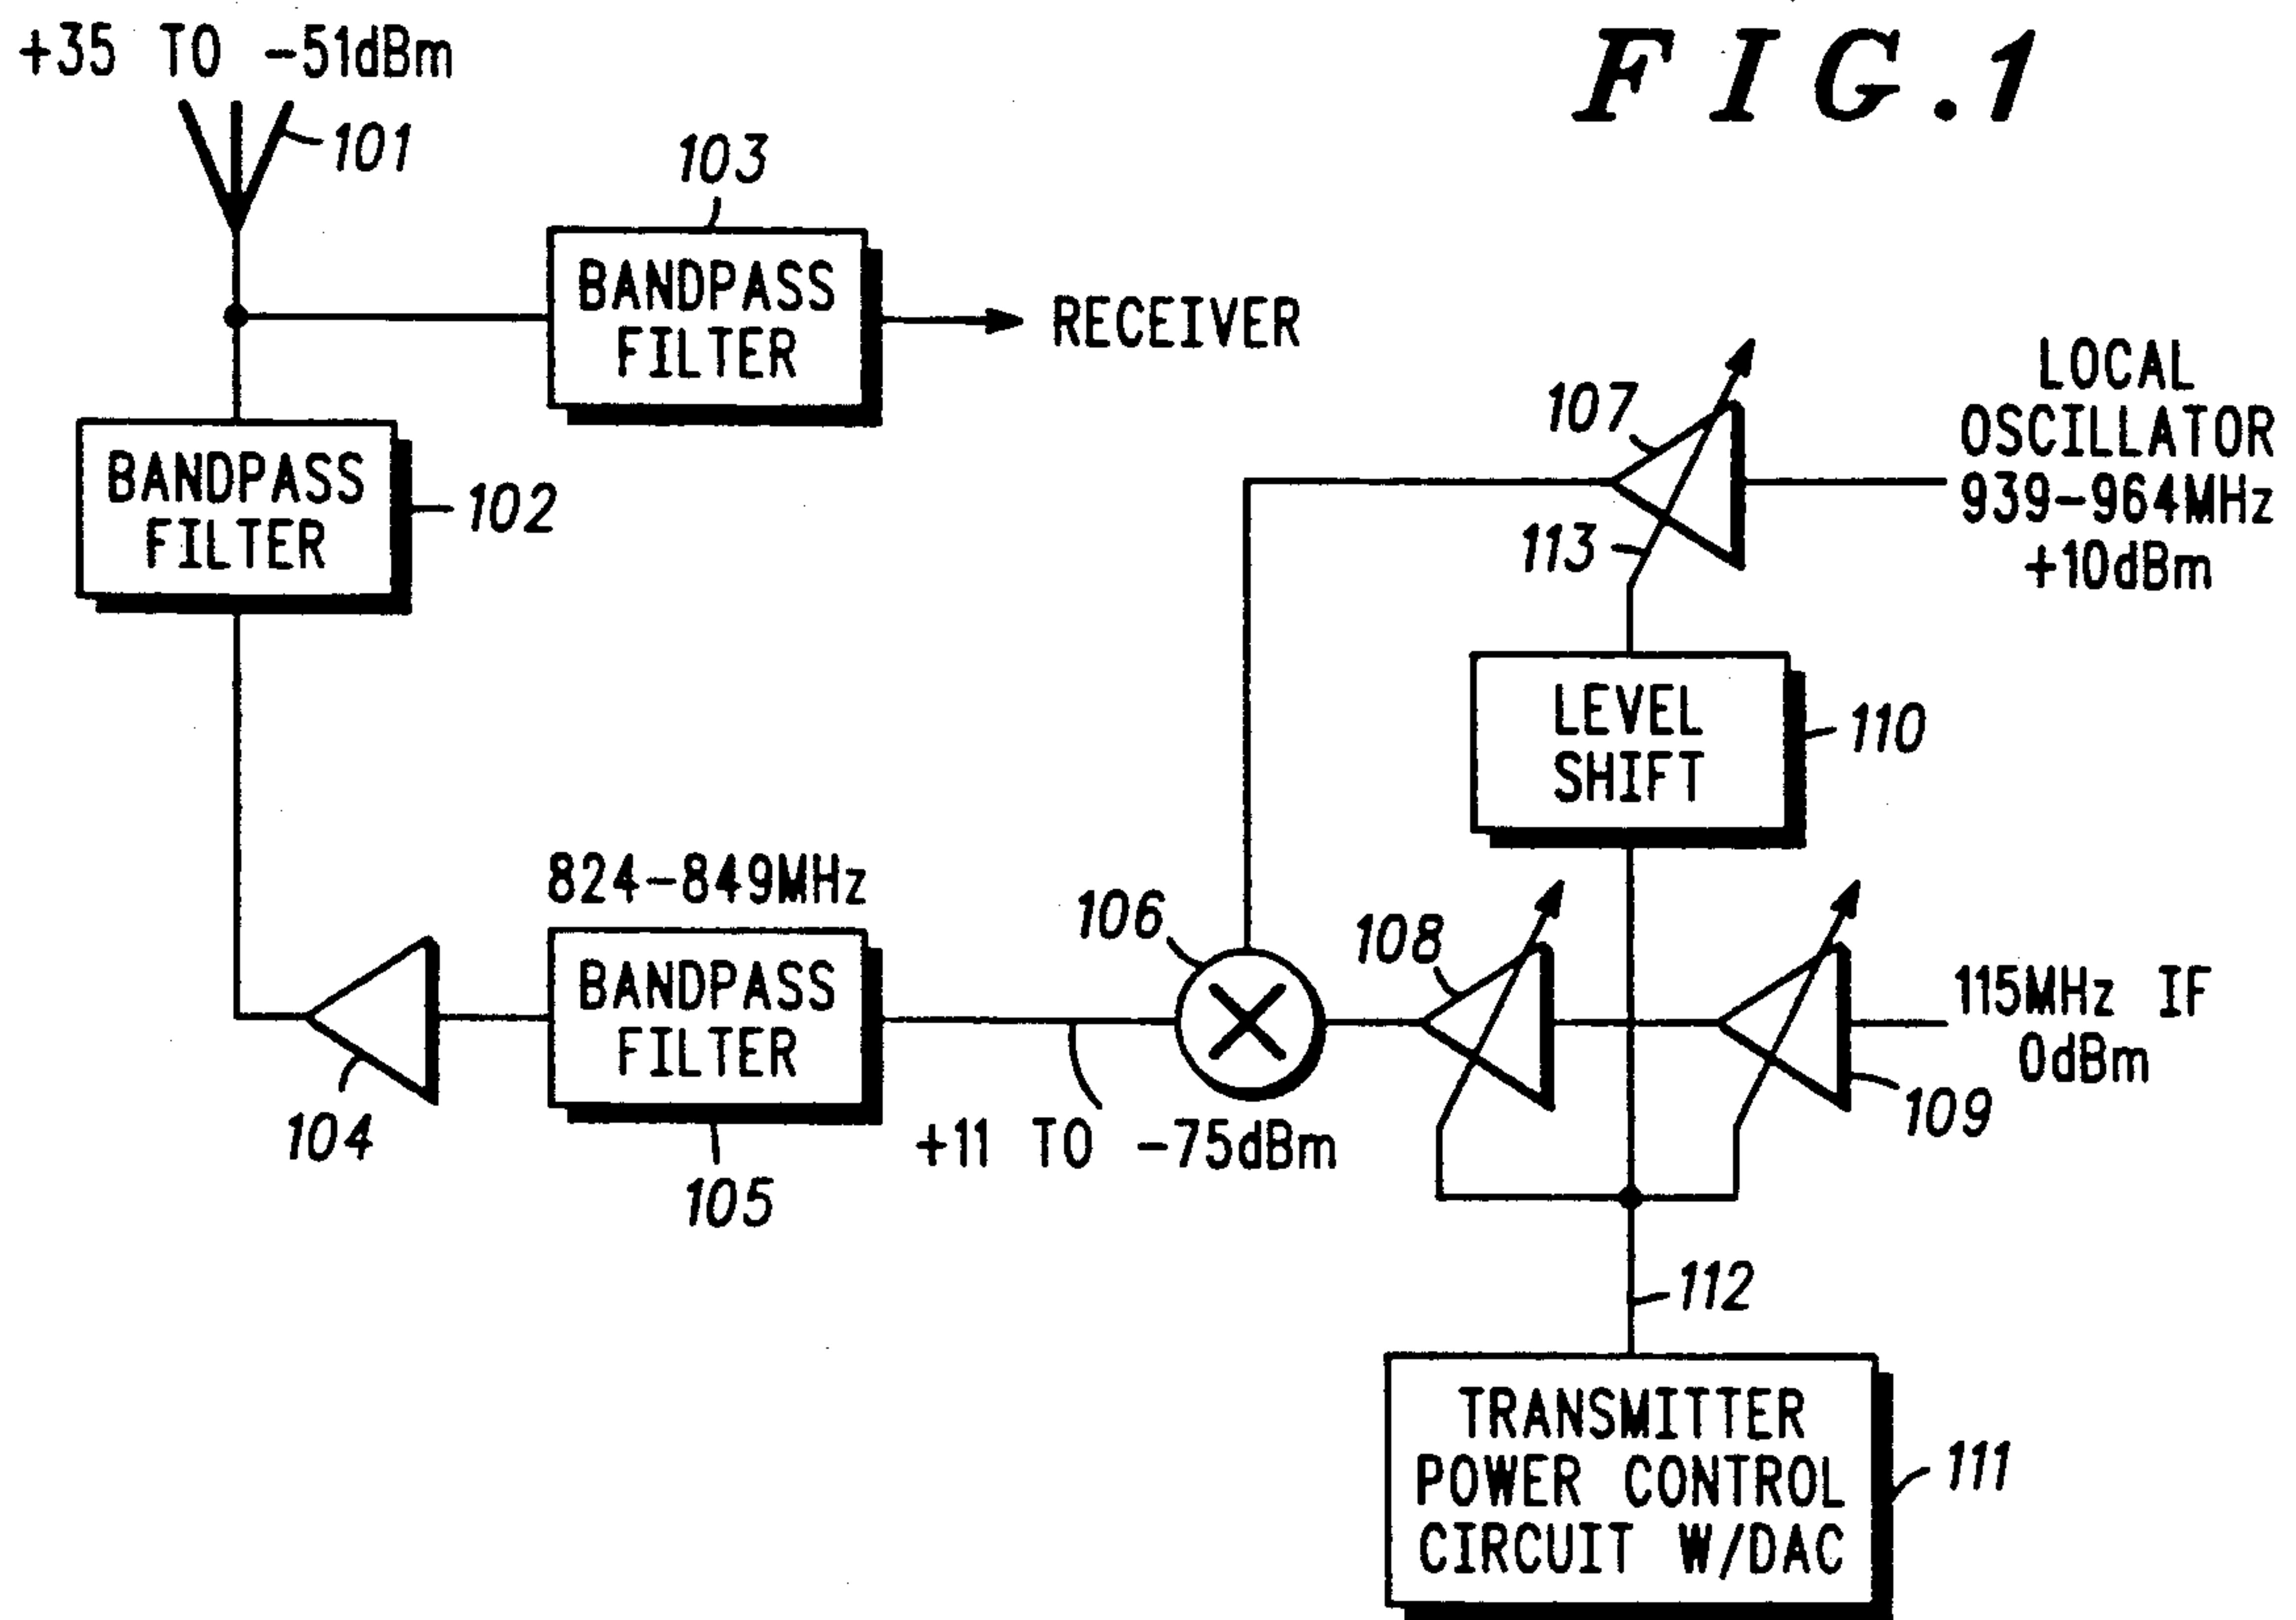 FIG.1
+35 TO -51dBm
101
103
BANDPASS
FILTER
RECEIVER
BANDPASS
FILTER
102
107
LOCAL
OSCILLATOR
939-964MHz
+10dBm
113
LEVEL
SHIFT
110
824-849MHz
BANDPASS
FILTER
104
105
106
+11 TO -75dBm
108
115MHz IF
0dBm
109
112
TRANSMITTER
POWER CONTROL
CIRCUIT W/DAC
111